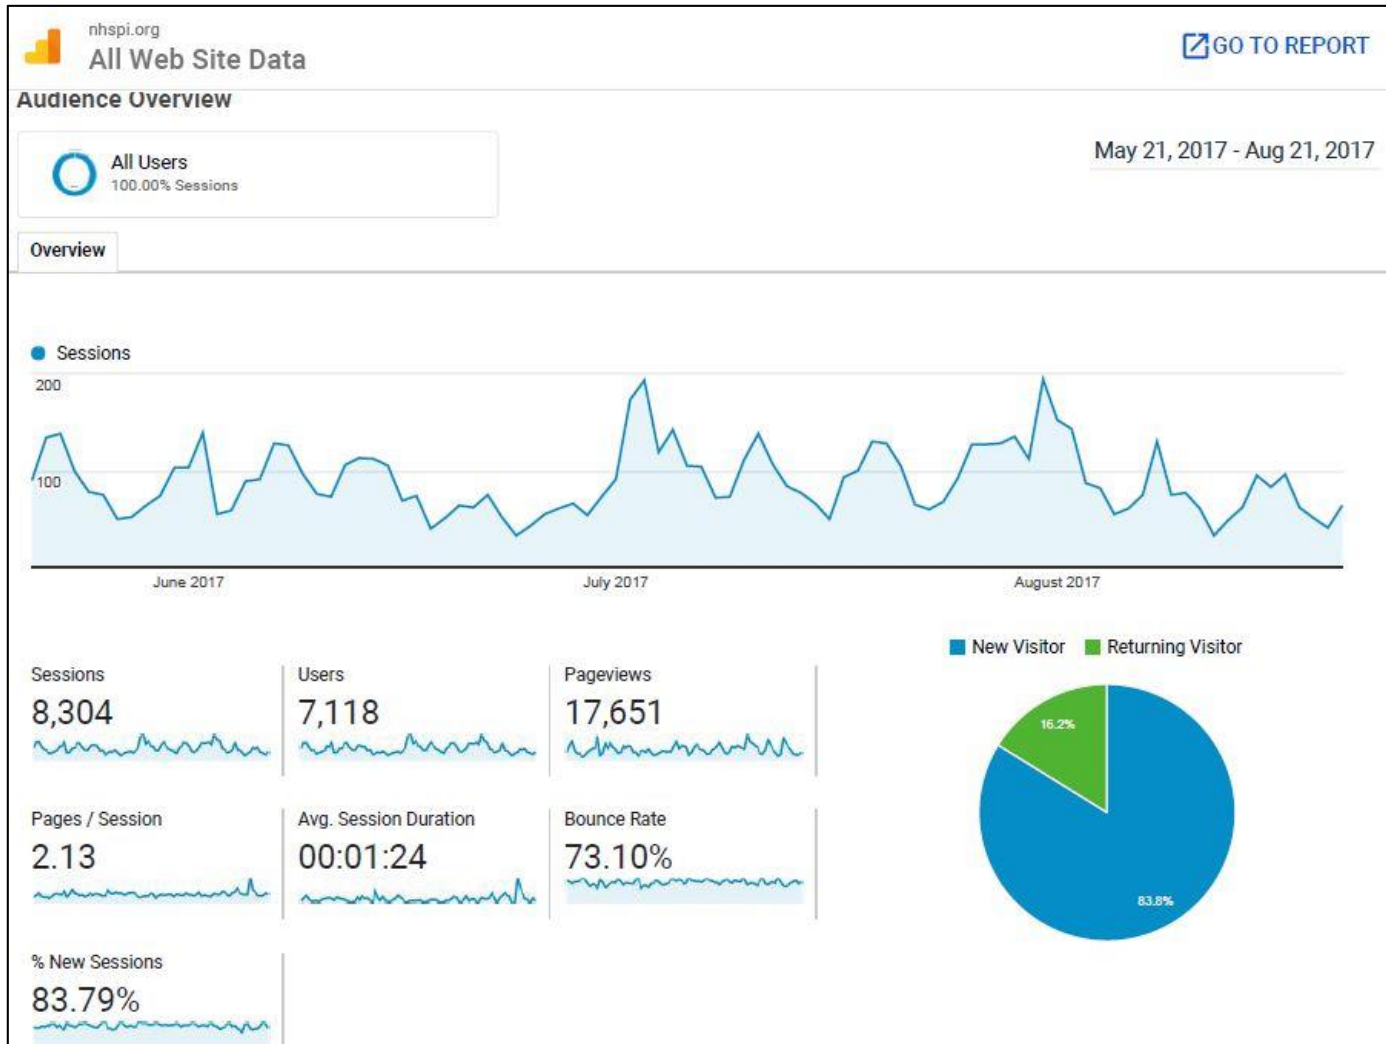 nhspi.org
All Web Site Data
GO TO REPORT
Audience Overview
All Users
100.00% Sessions
May 21, 2017 - Aug 21, 2017
Overview
Sessions
200
100
June 2017
July 2017
August 2017
New Visitor
Returning Visitor
Sessions
8,304
Users
7,118
Pageviews
17,651
16.2%
83.8%
Pages / Session
2.13
Avg. Session Duration
00:01:24
Bounce Rate
73.10%
% New Sessions
83.79%